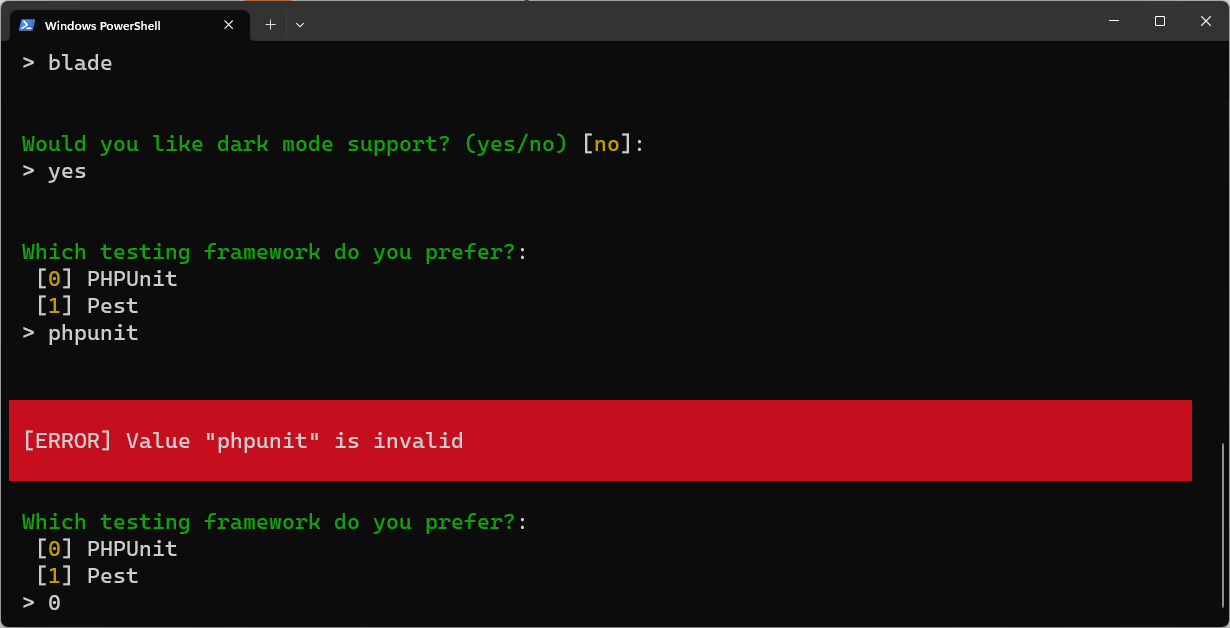 Windows PowerShell
> blade
Would you like dark mode support? (yes/no) [no]:
> yes
Which testing framework do you prefer?:
[0] PHPUnit
[1] Pest
> phpunit
[ERROR] Value "phpunit" is invalid
Which testing framework do you prefer?:
[0] PHPUnit
[1] Pest
> 0